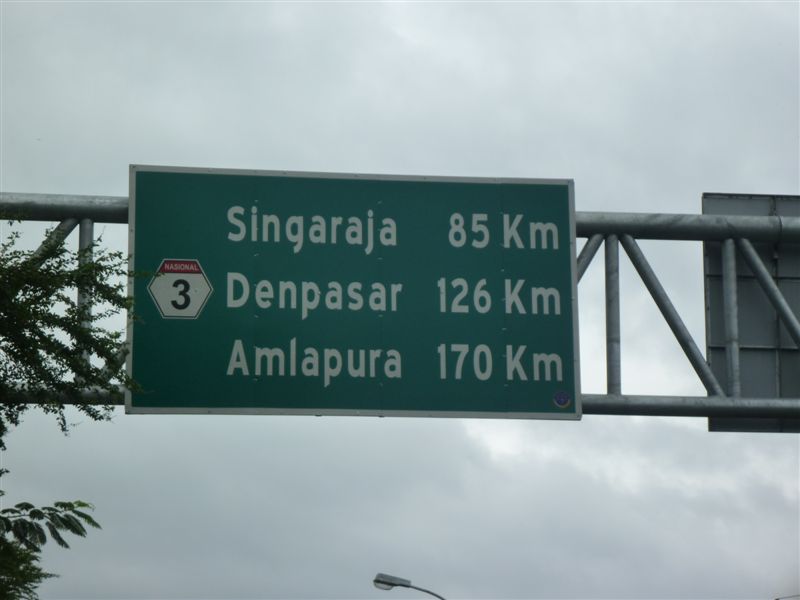 Singaraja 85 Km
NASIONAL
3
Denpasar 126 Km
Amlapura 170 Km